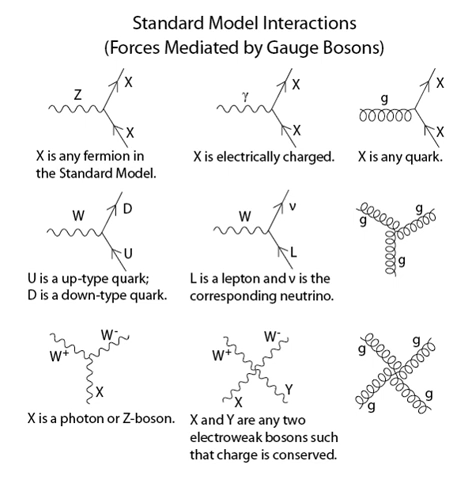 Standard Model Interactions
(Forces Mediated by Gauge Bosons)
Z
X
X
X is any fermion in
the Standard Model.
γ
X
X
X is electrically charged.
g
X
X
X is any quark.
W
D
U
U is a up-type quark;
D is a down-type quark.
W
ν
L
L is a lepton and ν is the
corresponding neutrino.
g
g
g
W+
W-
X
X is a photon or Z-boson.
W+
W-
X
Y
X and Y are any two
electroweak bosons such
that charge is conserved.
g
g
g
g